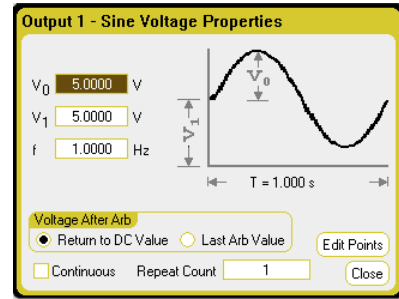 Output 1 - Sine Voltage Properties
V0 5.0000 V
V1 5.0000 V
f 1.0000 Hz
V0
V1
T = 1.000 s
Voltage After Arb
Return to DC Value Last Arb Value
Edit Points
Continuous Repeat Count 1
Close